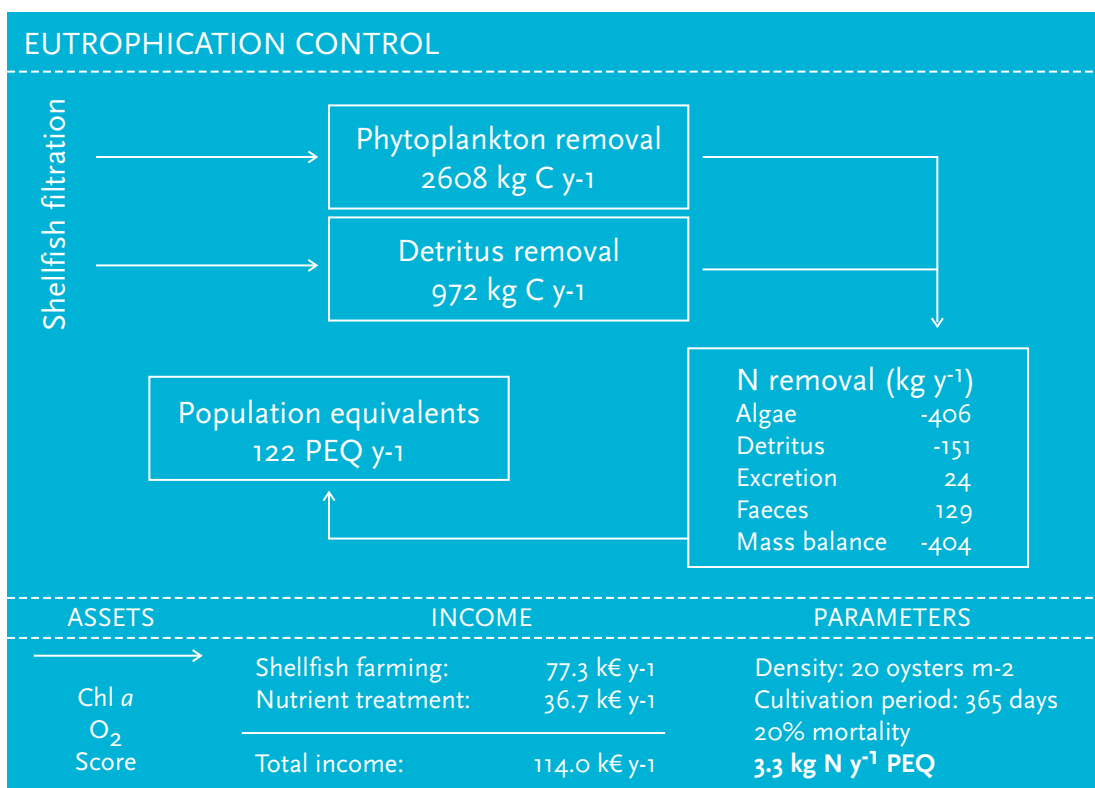 EUTROPHICATION CONTROL
Shellfish filtration
Phytoplankton removal
2608 kg C y-1
Detritus removal
972 kg C y-1
N removal (kg y⁻¹)
Algae -406
Detritus -151
Excretion 24
Faeces 129
Mass balance -404
Population equivalents
122 PEQ y-1
ASSETS
Chl a
O₂
Score
INCOME
Shellfish farming: 77.3 k€ y-1
Nutrient treatment: 36.7 k€ y-1
Total income: 114.0 k€ y-1
PARAMETERS
Density: 20 oysters m-2
Cultivation period: 365 days
20% mortality
3.3 kg N y⁻¹ PEQ